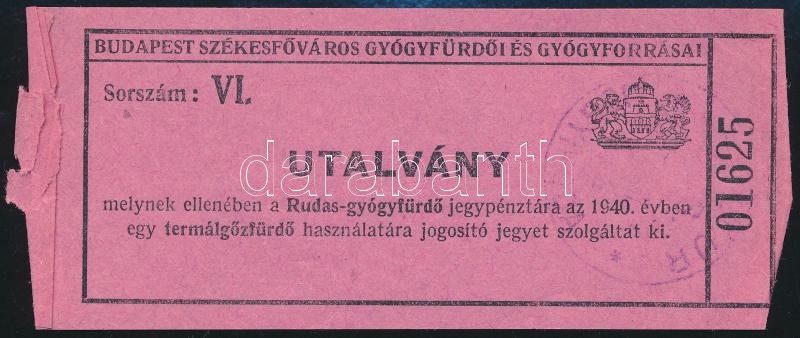 BUDAPEST SZÉKESFŐVÁROS GYÓGYFÜRDŐI ÉS GYÓGYFORRÁSAI
Sorszám: VI.
UTALVÁNY
darabanth
melynek ellenében a Rudas-gyógyfürdő jegypénztára az 1940. évben
egy termálgőzfürdő használatára jogosító jegyet szolgáltat ki.
01625